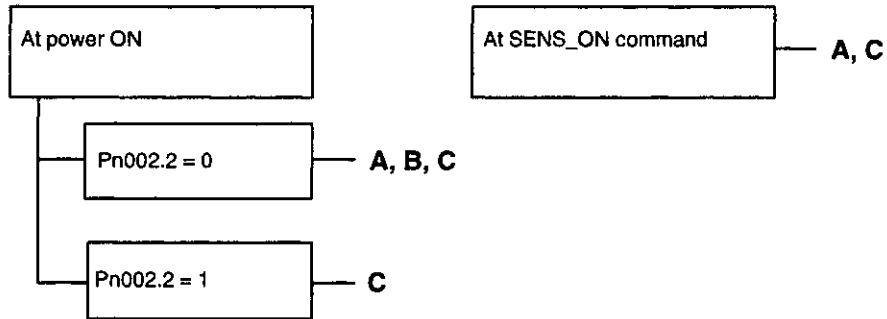 At power ON
At SENS_ON command
A, C
Pn002.2 = 0
A, B, C
Pn002.2 = 1
C